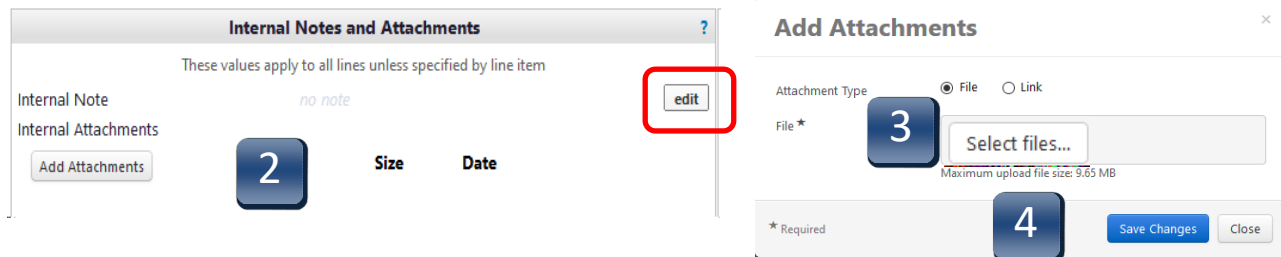 Internal Notes and Attachments ?
These values apply to all lines unless specified by line item
Internal Note no note edit
Internal Attachments
Add Attachments 2 Size Date
Add Attachments ×
Attachment Type File Link
File ★ 3 Select files...
Maximum upload file size: 9.65 MB
★ Required 4 Save Changes Close